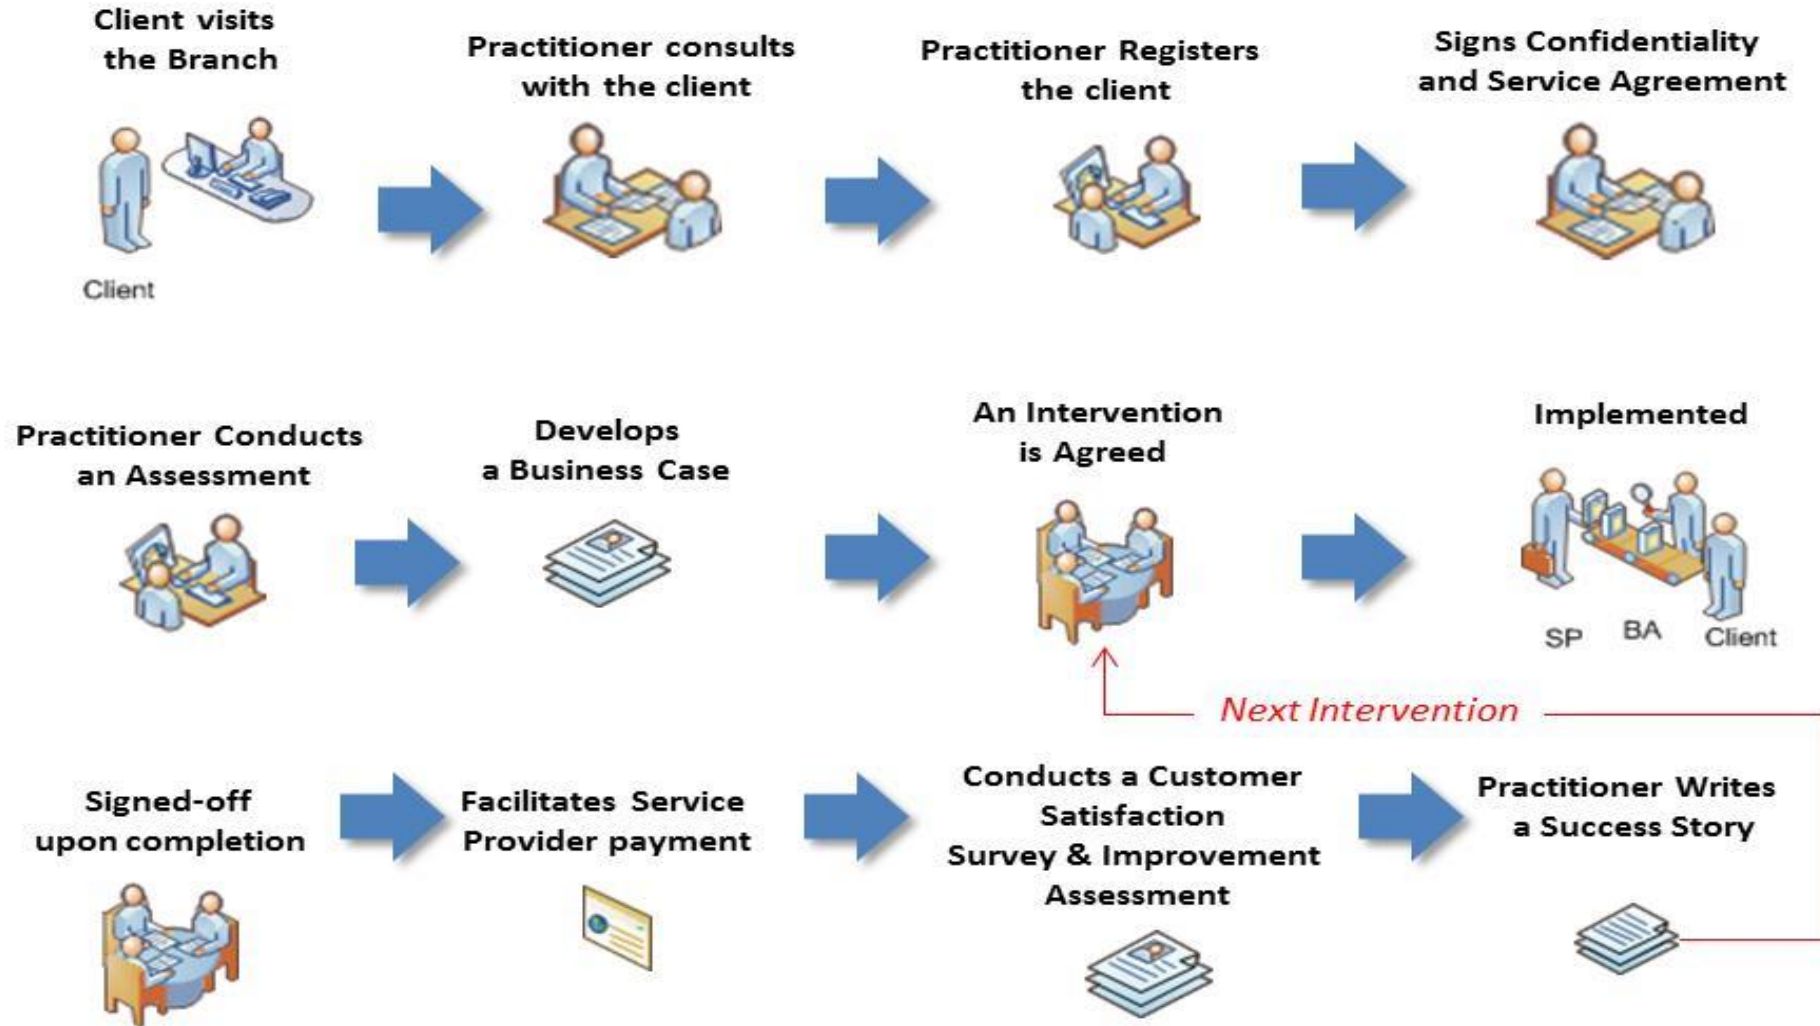 Client visits
the Branch
Client
Practitioner consults
with the client
Practitioner Registers
the client
Signs Confidentiality
and Service Agreement
Practitioner Conducts
an Assessment
Develops
a Business Case
An Intervention
is Agreed
Implemented
SP
BA
Client
Next Intervention
Signed-off
upon completion
Facilitates Service
Provider payment
Conducts a Customer
Satisfaction
Survey & Improvement
Assessment
Practitioner Writes
a Success Story